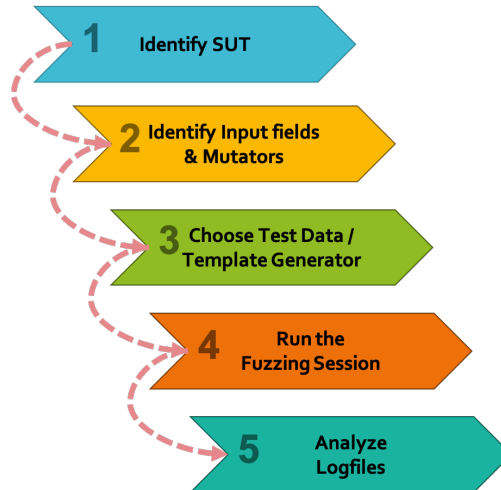 1 Identify SUT
2 Identify Input fields
& Mutators
3 Choose Test Data /
Template Generator
4 Run the
Fuzzing Session
5 Analyze
Logfiles